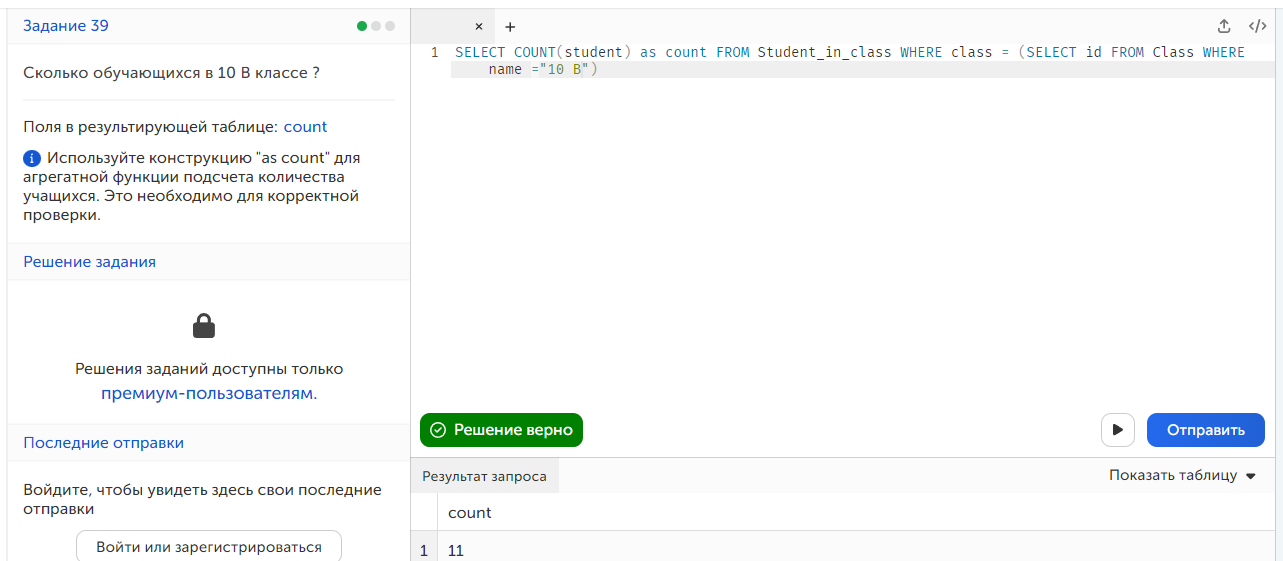 Задание 39
Сколько обучающихся в 10 B классе ?
Поля в результирующей таблице: count
Используйте конструкцию "as count" для
агрегатной функции подсчета количества
учащихся. Это необходимо для корректной
проверки.
Решение задания
Решения заданий доступны только
премиум-пользователям.
Последние отправки
Войдите, чтобы увидеть здесь свои последние
отправки
Войти или зарегистрироваться
× +
1 SELECT COUNT(student) as count FROM Student_in_class WHERE class = (SELECT id FROM Class WHERE
name ="10 B")
Решение верно
Отправить
Результат запроса
Показать таблицу
count
1 11